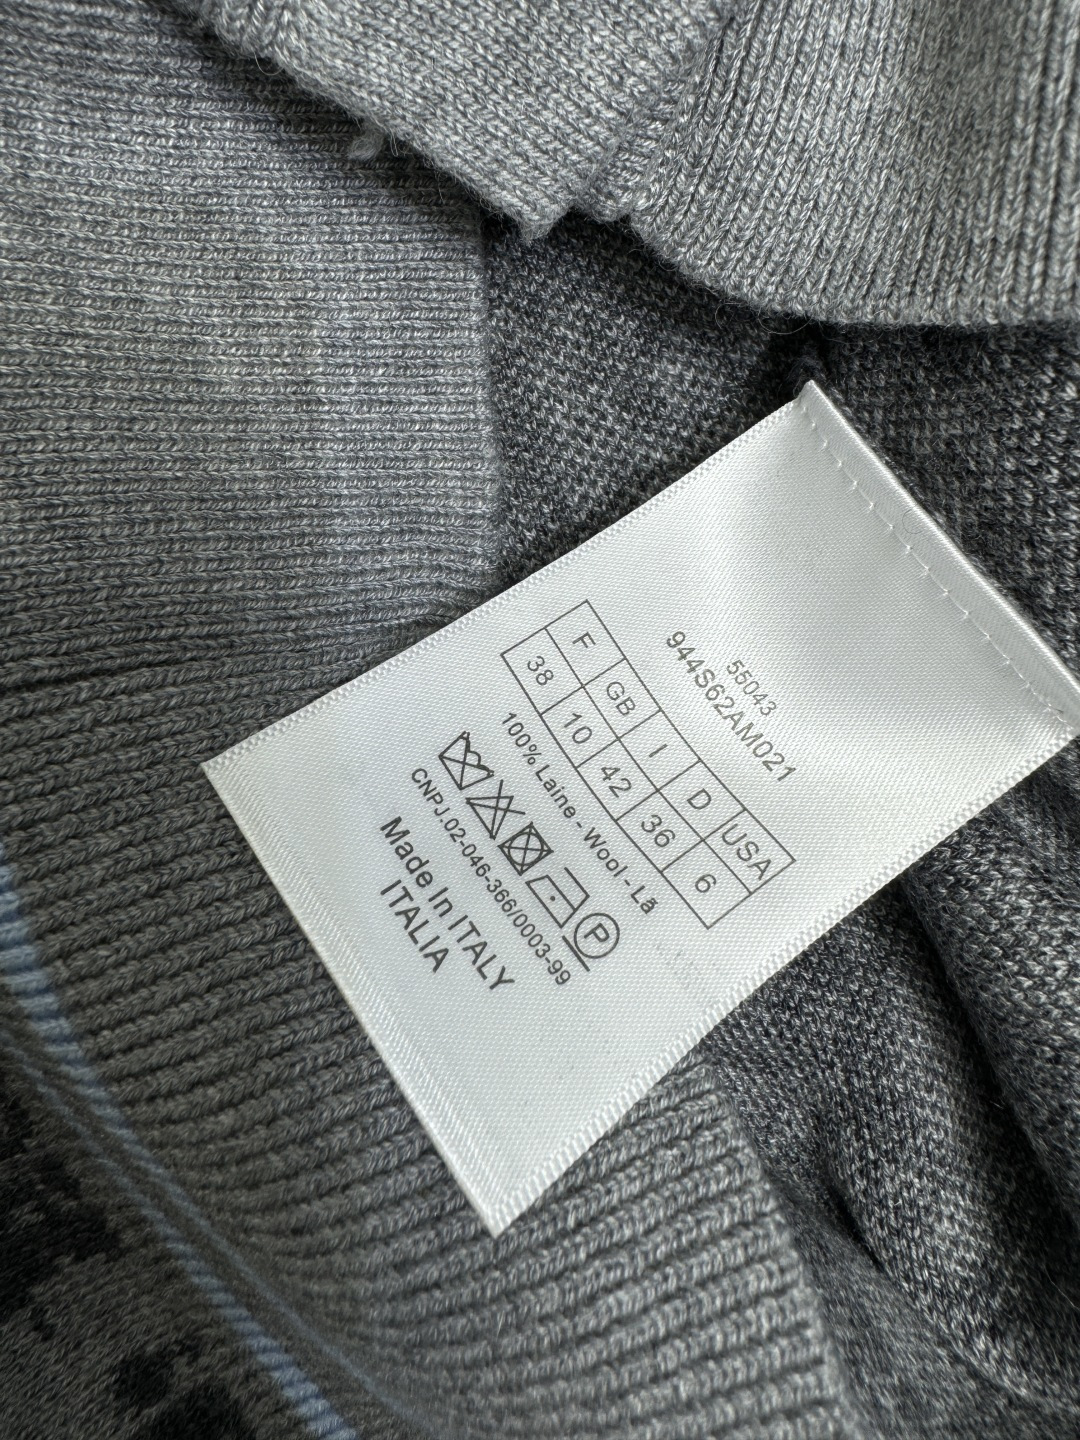 55043
944S62AM021
F GB I D USA
38 10 42 36 6
100% Laine - Wool - Lã
P
CNPJ.02-046-366/0003-99
Made In ITALY
ITALIA